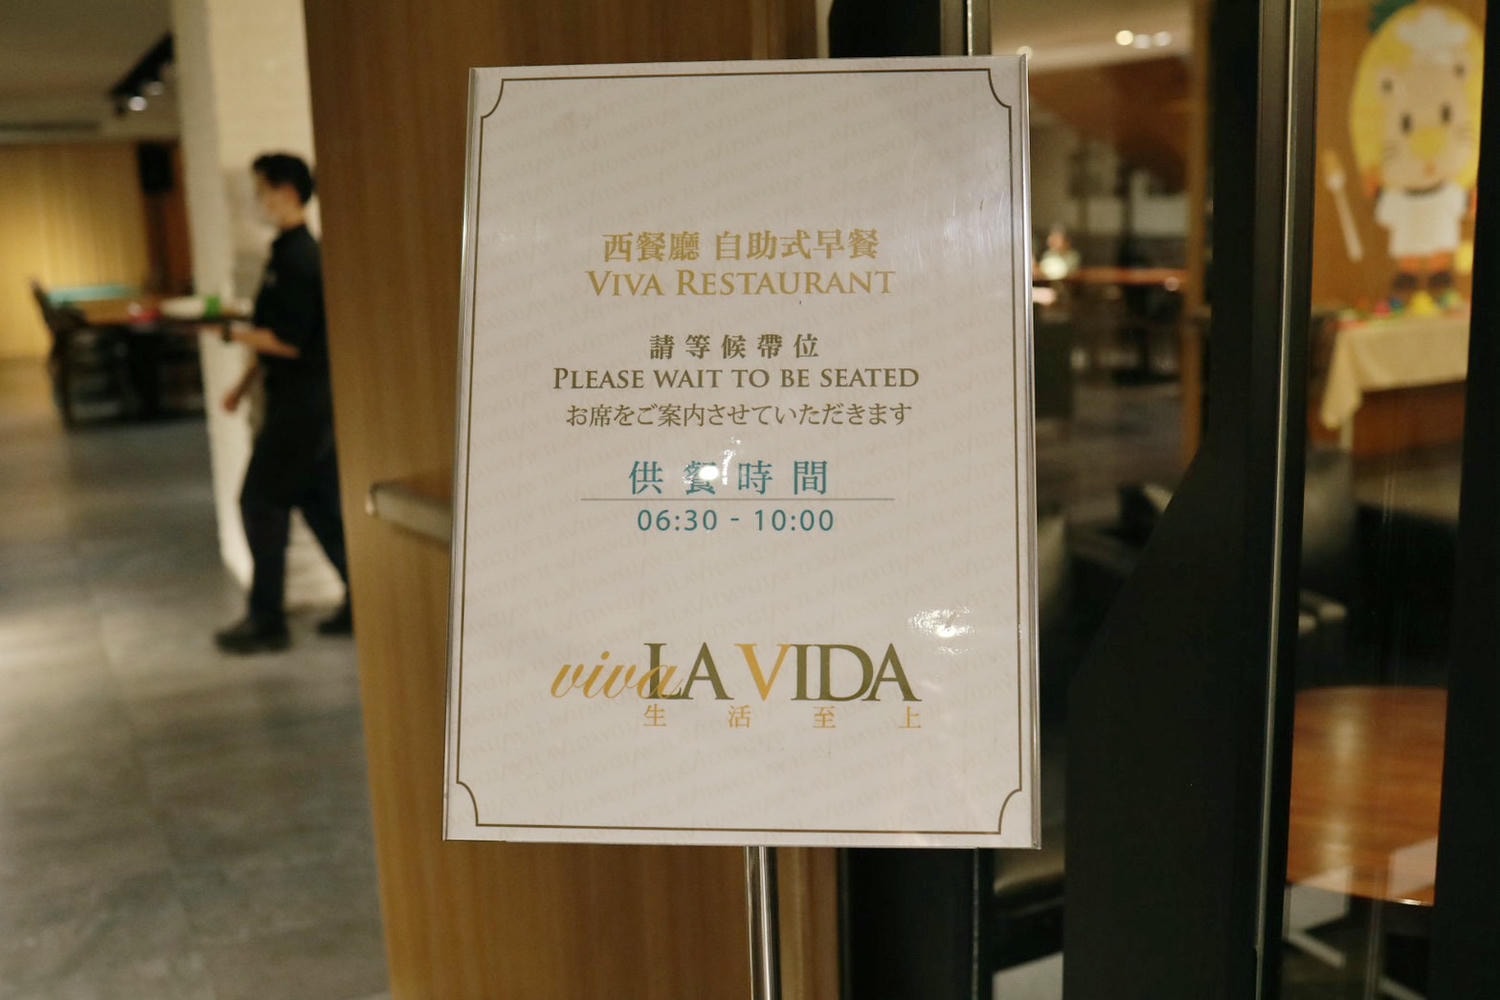 西餐廳 自助式早餐
VIVA RESTAURANT
請等候帶位
PLEASE WAIT TO BE SEATED
お席をご案内させていただきます
供餐時間
06:30 - 10:00
viva LA VIDA
生活至上